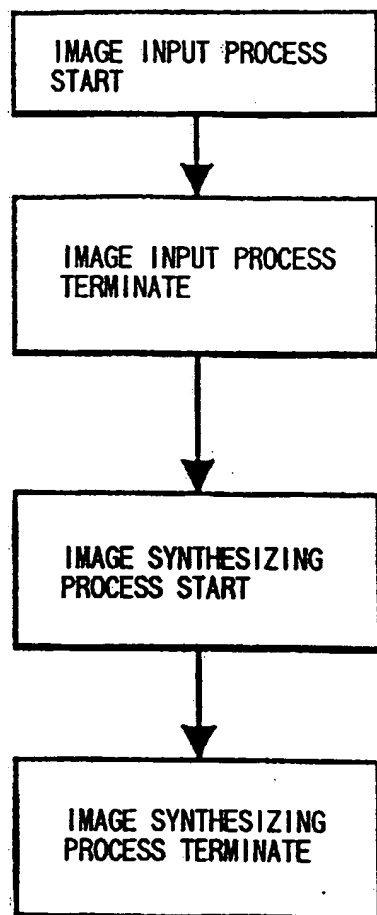 IMAGE INPUT PROCESS
START
IMAGE INPUT PROCESS
TERMINATE
IMAGE SYNTHESIZING
PROCESS START
IMAGE SYNTHESIZING
PROCESS TERMINATE